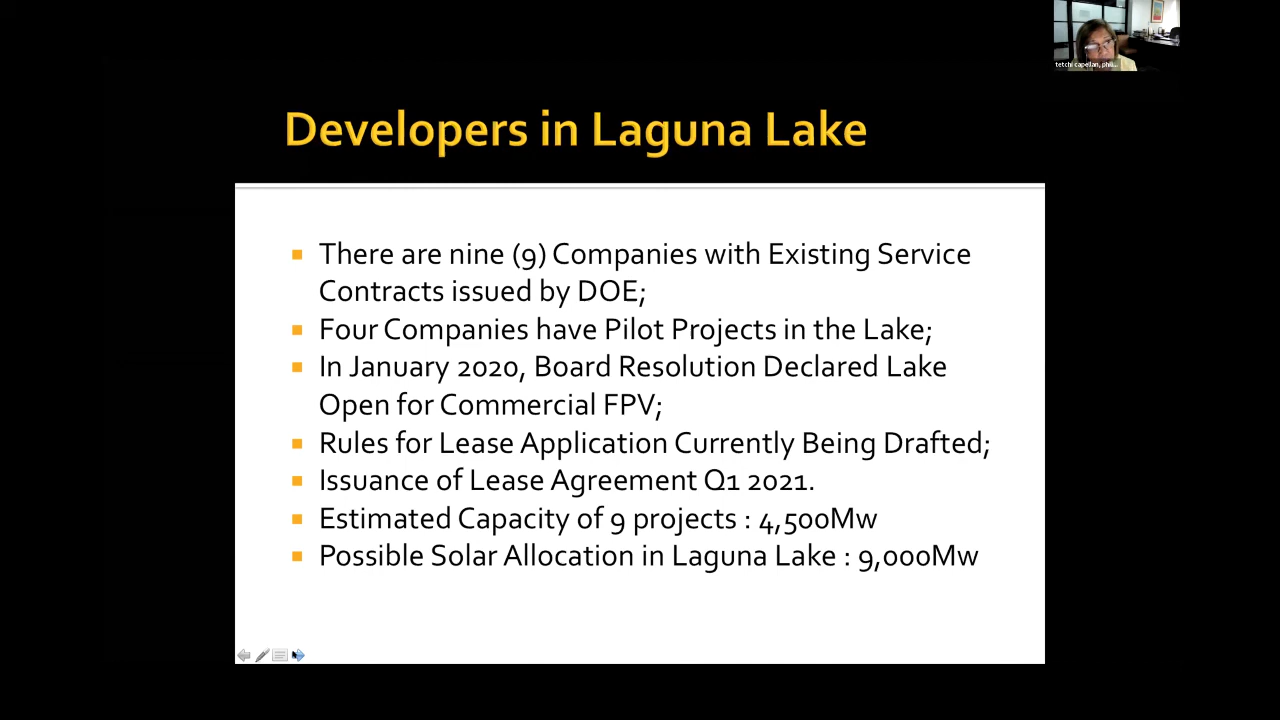 tetchi capellan, phil...
Developers in Laguna Lake
There are nine (9) Companies with Existing Service
Contracts issued by DOE;
Four Companies have Pilot Projects in the Lake;
In January 2020, Board Resolution Declared Lake
Open for Commercial FPV;
Rules for Lease Application Currently Being Drafted;
Issuance of Lease Agreement Q1 2021.
Estimated Capacity of 9 projects : 4,500Mw
Possible Solar Allocation in Laguna Lake : 9,000Mw